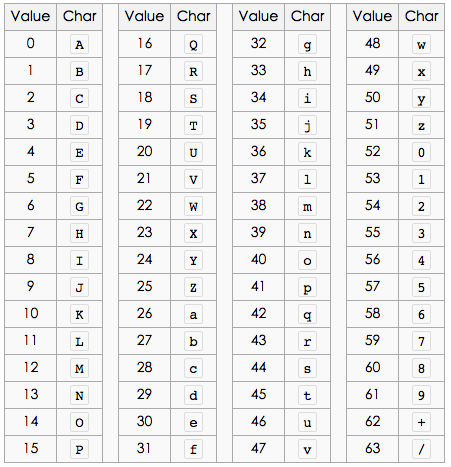 Value Char Value Char Value Char Value Char
0 A 16 Q 32 g 48 w
1 B 17 R 33 h 49 x
2 C 18 S 34 i 50 y
3 D 19 T 35 j 51 z
4 E 20 U 36 k 52 0
5 F 21 V 37 l 53 1
6 G 22 W 38 m 54 2
7 H 23 X 39 n 55 3
8 I 24 Y 40 o 56 4
9 J 25 Z 41 p 57 5
10 K 26 a 42 q 58 6
11 L 27 b 43 r 59 7
12 M 28 c 44 s 60 8
13 N 29 d 45 t 61 9
14 O 30 e 46 u 62 +
15 P 31 f 47 v 63 /